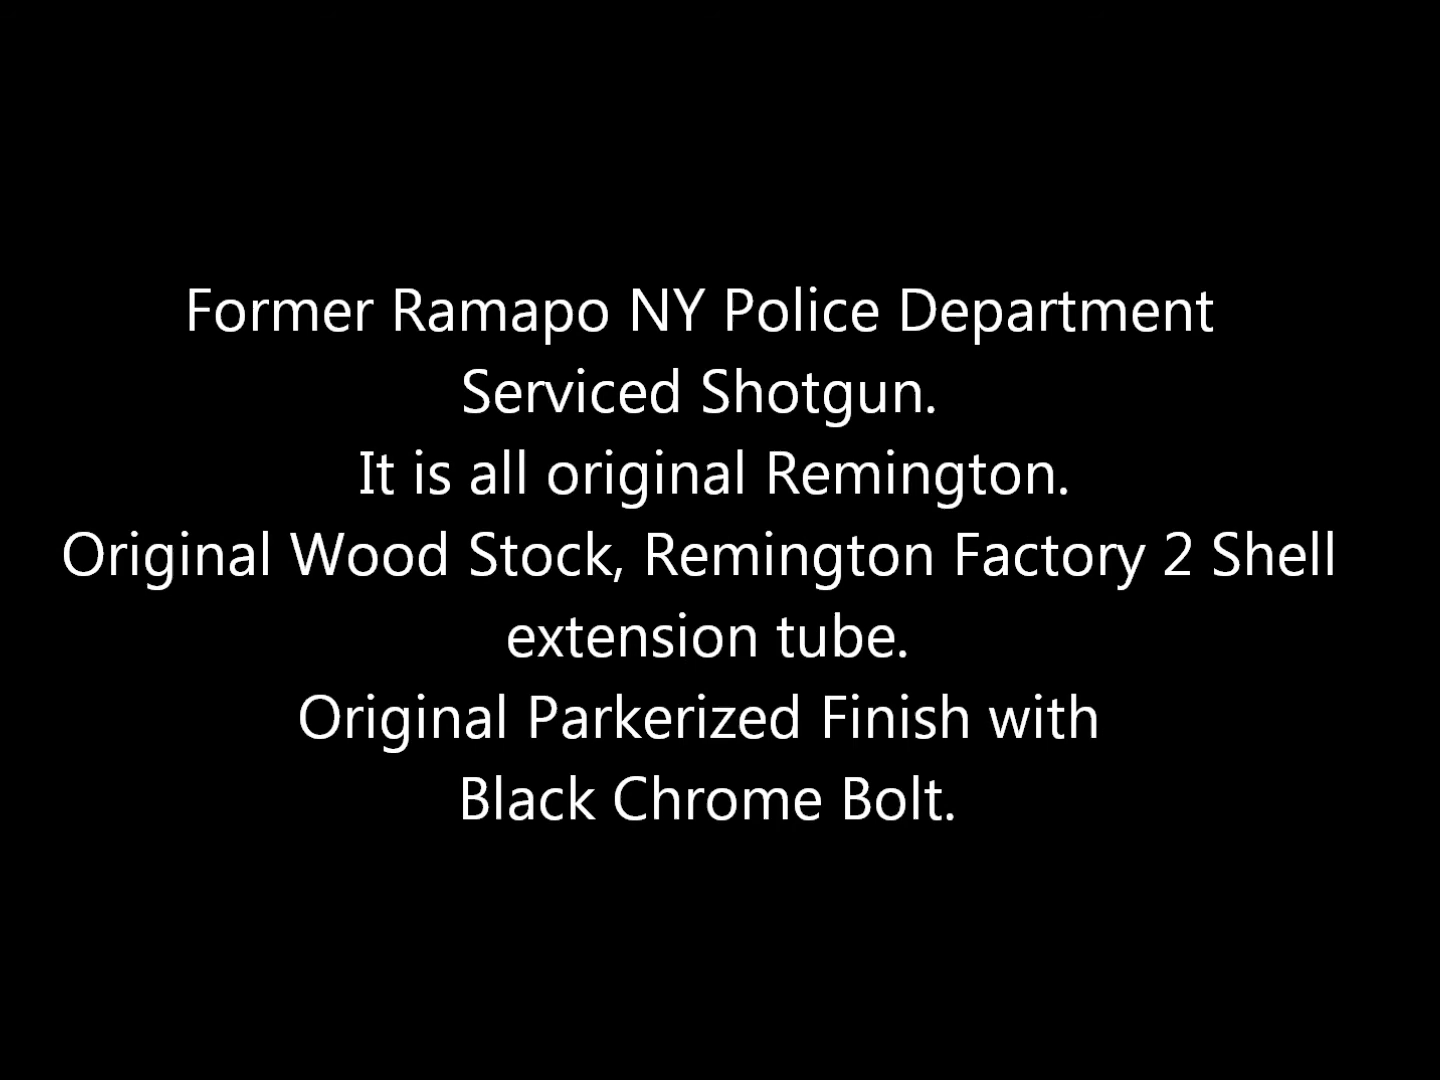 Former Ramapo NY Police Department
Serviced Shotgun.
It is all original Remington.
Original Wood Stock, Remington Factory 2 Shell
extension tube.
Original Parkerized Finish with
Black Chrome Bolt.